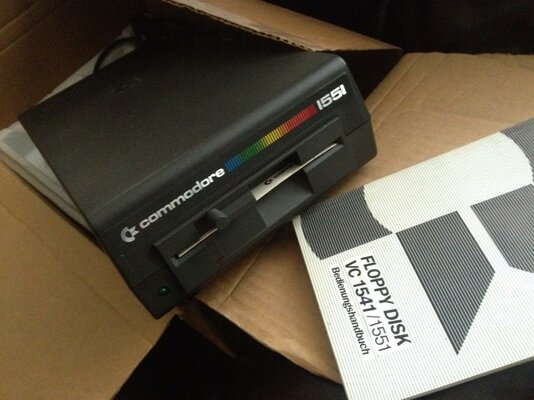 commodore 1551
FLOPPY DISK
VC 1541/1551
Bedienungshandbuch